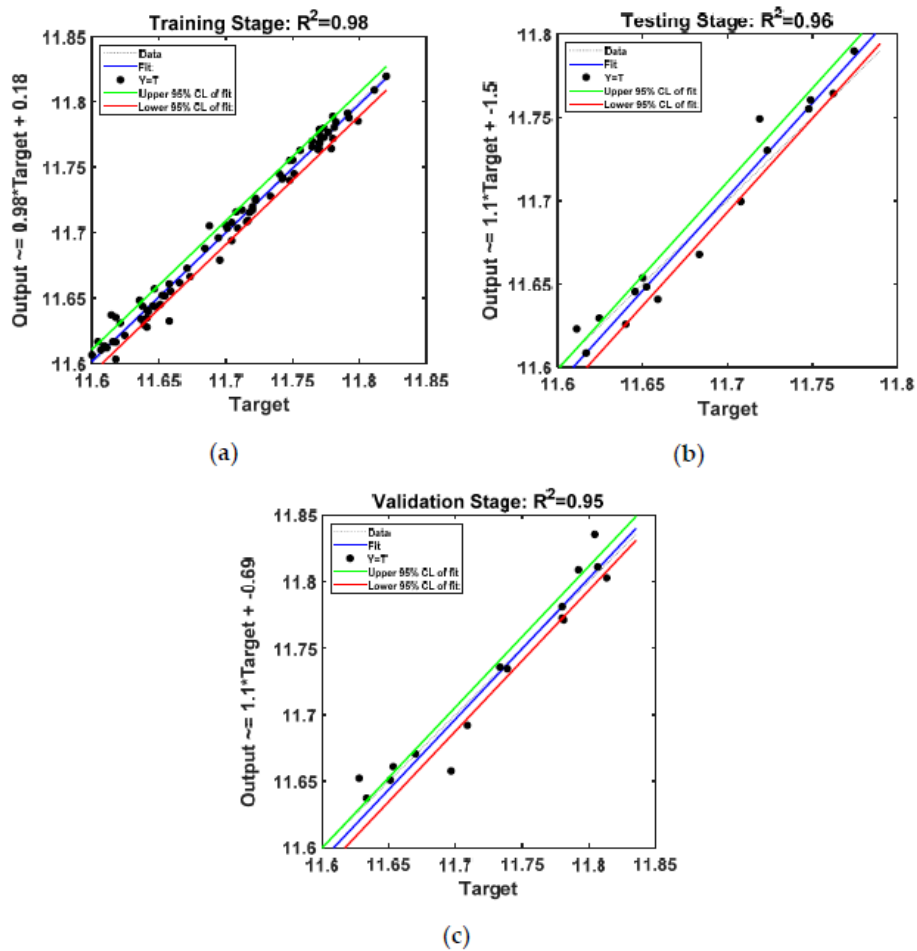 Training Stage: R²=0.98
11.85
11.8
11.75
11.7
11.65
11.6
Output ~= 0.98*Target + 0.18
Data
Fit
Y=T
Upper 95% CL of fit
Lower 95% CL of fit
11.6 11.65 11.7 11.75 11.8 11.85
Target
(a)
Testing Stage: R²=0.96
11.8
11.75
11.7
11.65
11.6
Output ~= 1.1*Target + -1.5
Data
Fit
Y=T
Upper 95% CL of fit
Lower 95% CL of fit
11.6 11.65 11.7 11.75 11.8
Target
(b)
Validation Stage: R²=0.95
11.85
11.8
11.75
11.7
11.65
11.6
Output ~= 1.1*Target + -0.69
Data
Fit
Y=T
Upper 95% CL of fit
Lower 95% CL of fit
11.6 11.65 11.7 11.75 11.8 11.85
Target
(c)